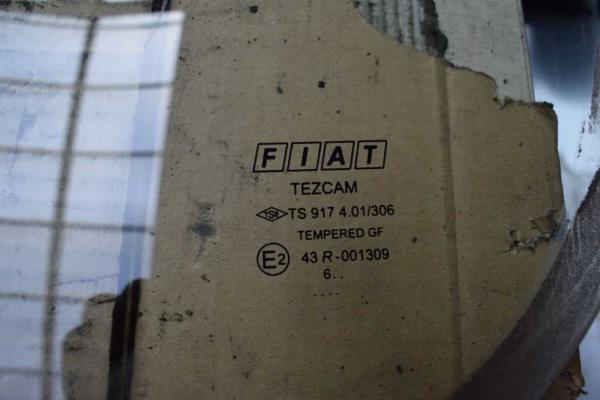 FIAT
TEZCAM
TSE TS 917 4.01/306
TEMPERED GF
E2 43 R-001309
6..
....